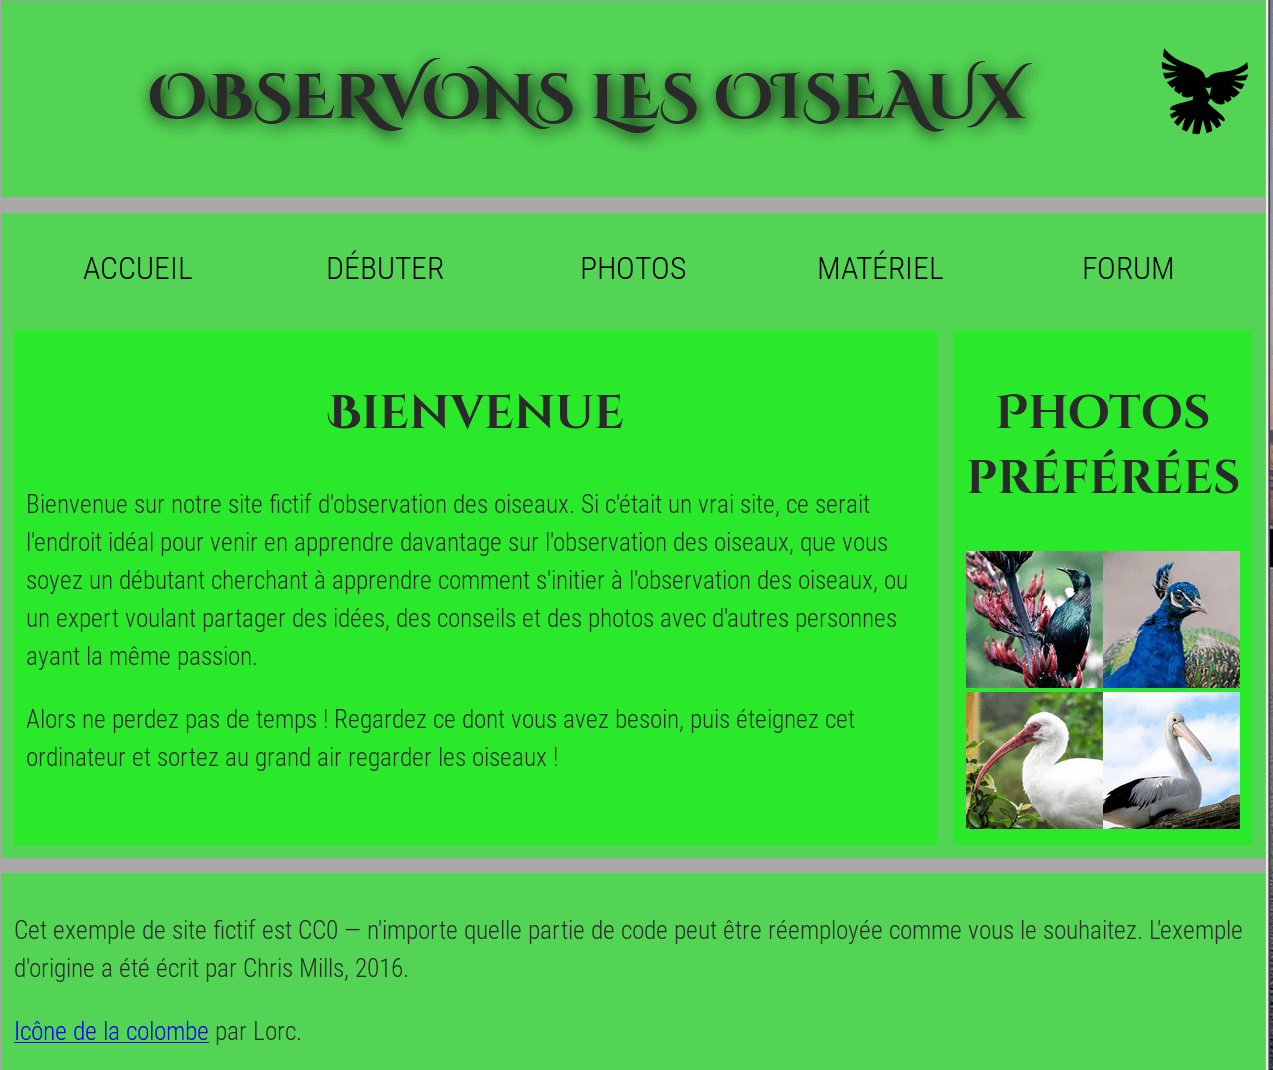 OBSERVONS LES OISEAUX
ACCUEIL
DÉBUTER
PHOTOS
MATÉRIEL
FORUM
Bienvenue
Bienvenue sur notre site fictif d'observation des oiseaux. Si c'était un vrai site, ce serait
l'endroit idéal pour venir en apprendre davantage sur l'observation des oiseaux, que vous
soyez un débutant cherchant à apprendre comment s'initier à l'observation des oiseaux, ou
un expert voulant partager des idées, des conseils et des photos avec d'autres personnes
ayant la même passion.
Alors ne perdez pas de temps ! Regardez ce dont vous avez besoin, puis éteignez cet
ordinateur et sortez au grand air regarder les oiseaux !
Photos
préférées
Cet exemple de site fictif est CC0 — n'importe quelle partie de code peut être réemployée comme vous le souhaitez. L'exemple
d'origine a été écrit par Chris Mills, 2016.
Icône de la colombe par Lorc.